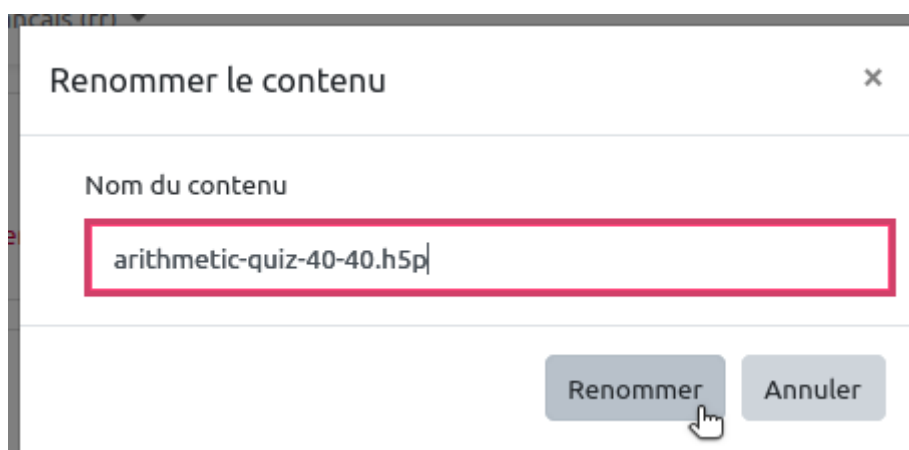 Renommer le contenu ×
Nom du contenu
arithmetic-quiz-40-40.h5p
Renommer Annuler